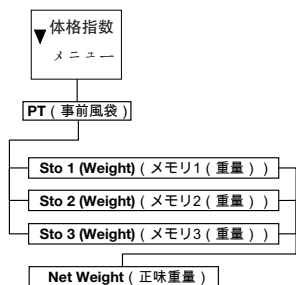 体格指数
メニュー
PT（事前風袋）
Sto 1 (Weight)（メモリ1（重量））
Sto 2 (Weight)（メモリ2（重量））
Sto 3 (Weight)（メモリ3（重量））
Net Weight（正味重量）